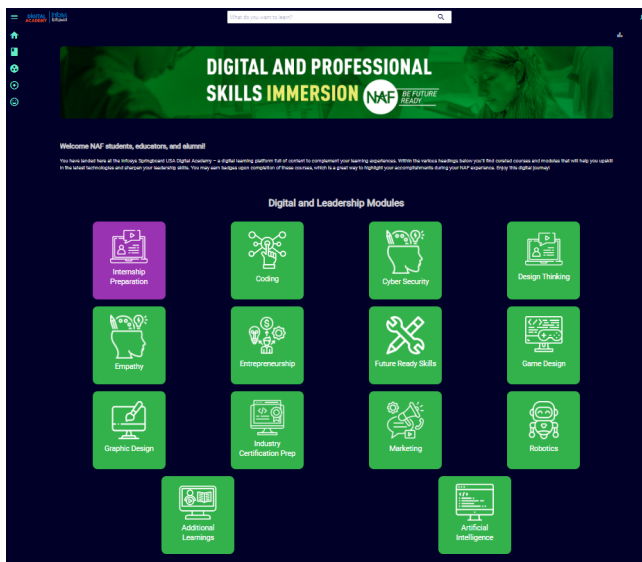 DIGITAL
ACADEMY
What do you want to learn?
DIGITAL AND PROFESSIONAL
SKILLS IMMERSION NAF BE FUTURE
READY
Welcome NAF students, educators, and alumni!
You have landed here at the Infosys Springboard USA Digital Academy – a digital learning platform full of content to complement your learning experiences. Within the various headings below you'll find curated courses and modules that will help you upskill
in the latest technologies and sharpen your leadership skills. You may earn badges upon completion of these courses, which is a great way to highlight your accomplishments during your NAF experience. Enjoy this digital journey!
Digital and Leadership Modules
Internship
Preparation
Coding
Cyber Security
Design Thinking
Empathy
Entrepreneurship
Future Ready Skills
Game Design
Graphic Design
Industry
Certification Prep
Marketing
Robotics
Additional
Learnings
Artificial
Intelligence